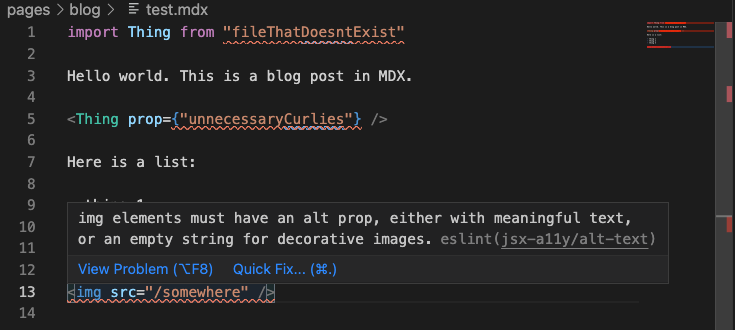 pages > blog > test.mdx
1 import Thing from "fileThatDoesntExist"
2
3 Hello world. This is a blog post in MDX.
4
5 <Thing prop={"unnecessaryCurlies"} />
6
7 Here is a list:
8
9
img elements must have an alt prop, either with meaningful text,
10
or an empty string for decorative images. eslint(jsx-a11y/alt-text)
11
12 View Problem (⌥F8) Quick Fix... (⌘.)
13 <img src="/somewhere" />
14